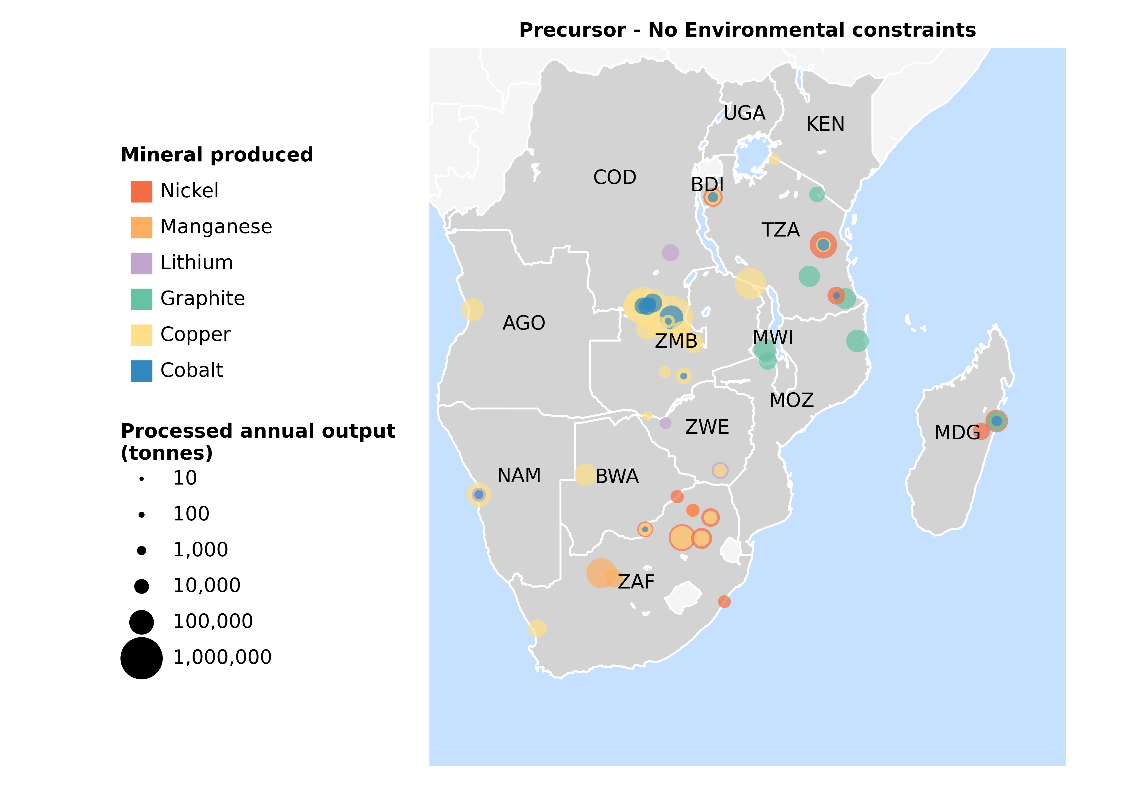 Precursor - No Environmental constraints
Mineral produced
Nickel
Manganese
Lithium
Graphite
Copper
Cobalt
Processed annual output
(tonnes)
10
100
1,000
10,000
100,000
1,000,000
UGA
KEN
COD
BDI
TZA
AGO
ZMB
MWI
MOZ
ZWE
MDG
NAM
BWA
ZAF